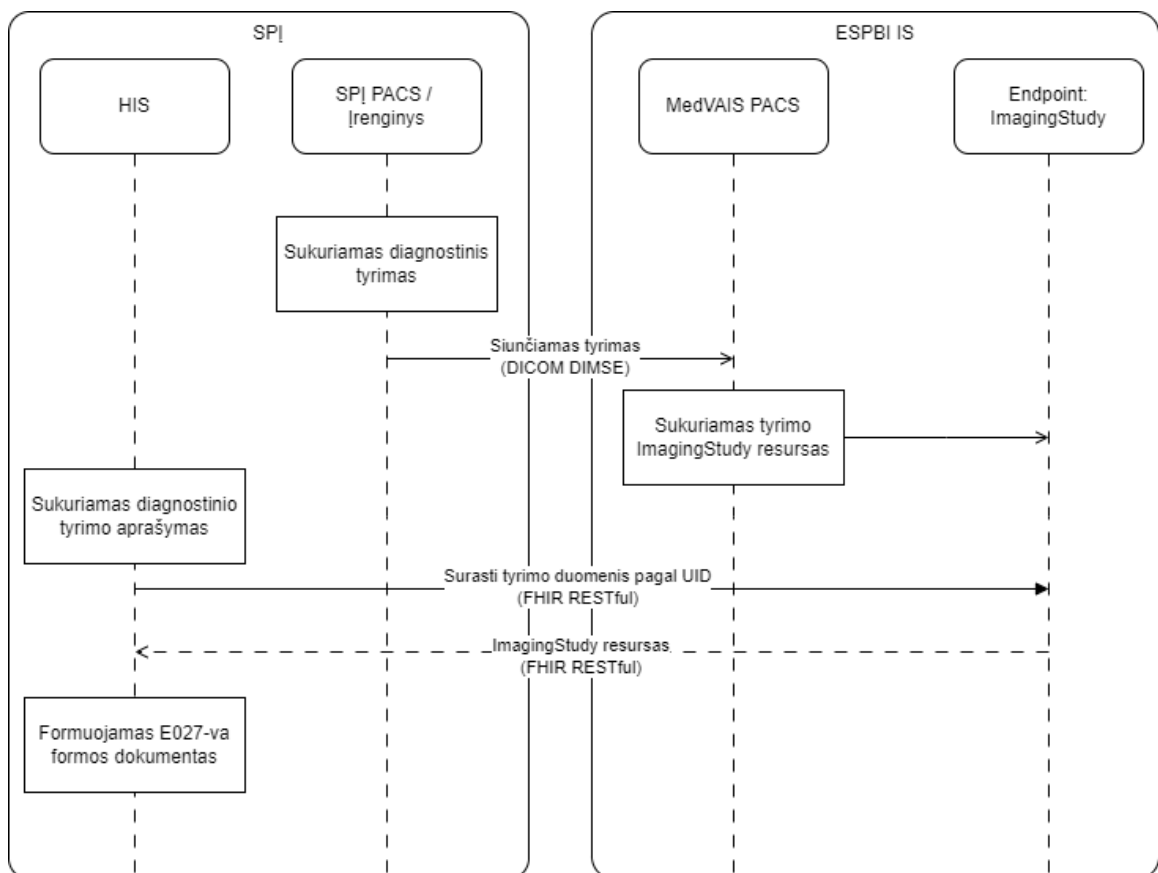 SPĮ
ESPBI IS
HIS
SPĮ PACS /
Įrenginys
MedVAIS PACS
Endpoint:
ImagingStudy
Sukuriamas diagnostinis
tyrimas
Siunčiamas tyrimas
(DICOM DIMSE)
Sukuriamas tyrimo
ImagingStudy resursas
Sukuriamas diagnostinio
tyrimo aprašymas
Surasti tyrimo duomenis pagal UID
(FHIR RESTful)
ImagingStudy resursas
(FHIR RESTful)
Formuojamas E027-va
formos dokumentas